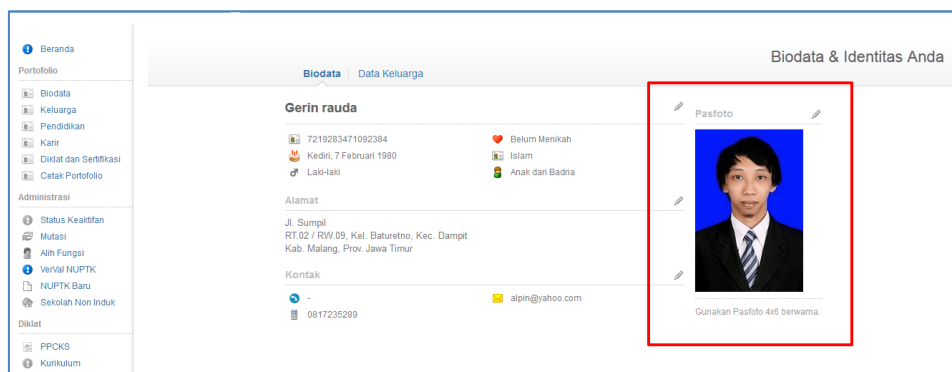 Beranda
Portofolio
Biodata
Keluarga
Pendidikan
Karir
Diklat dan Sertifikasi
Cetak Portofolio
Administrasi
Status Keaktifan
Mutasi
Alih Fungsi
VerVal NUPTK
NUPTK Baru
Sekolah Non Induk
Diklat
PPCKS
Kurikulum
Biodata & Identitas Anda
Biodata | Data Keluarga
Gerin rauda
7219283471092384
Belum Menikah
Kediri, 7 Februari 1980
Islam
Laki-laki
Anak dari Badria
Alamat
Jl. Sumpil
RT.02 / RW.09, Kel. Baturetno, Kec. Dampit
Kab. Malang, Prov. Jawa Timur
Kontak
-
alpin@yahoo.com
0817235289
Pasfoto
Gunakan Pasfoto 4x6 berwarna.